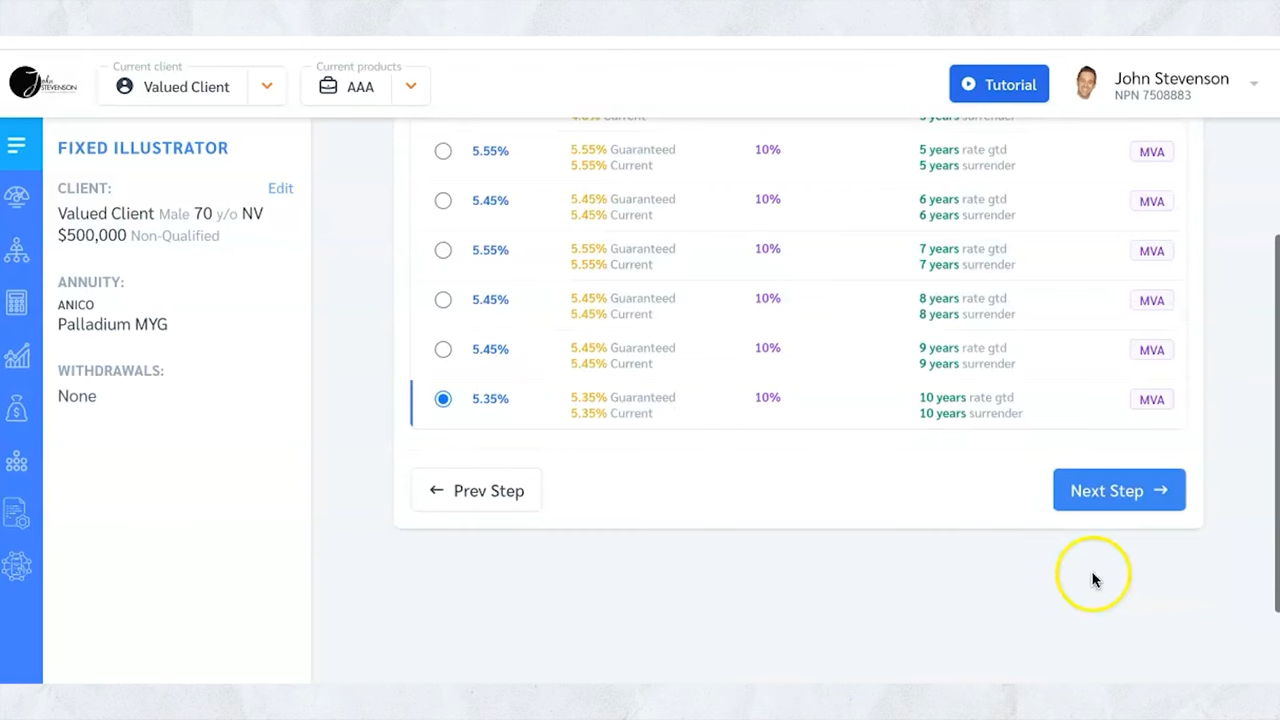 Current client
Valued Client
Current products
AAA
Tutorial
John Stevenson
NPN 7508883
John
STEVENSON
FIXED ILLUSTRATOR
CLIENT:
Edit
Valued Client Male 70 y/o NV
$500,000 Non-Qualified
ANNUITY:
ANICO
Palladium MYG
WITHDRAWALS:
None
5.55% 5.55% Guaranteed 10% 5 years rate gtd MVA
5.55% Current 5 years surrender
5.45% 5.45% Guaranteed 10% 6 years rate gtd MVA
5.45% Current 6 years surrender
5.55% 5.55% Guaranteed 10% 7 years rate gtd MVA
5.55% Current 7 years surrender
5.45% 5.45% Guaranteed 10% 8 years rate gtd MVA
5.45% Current 8 years surrender
5.45% 5.45% Guaranteed 10% 9 years rate gtd MVA
5.45% Current 9 years surrender
5.35% 5.35% Guaranteed 10% 10 years rate gtd MVA
5.35% Current 10 years surrender
← Prev Step
Next Step →